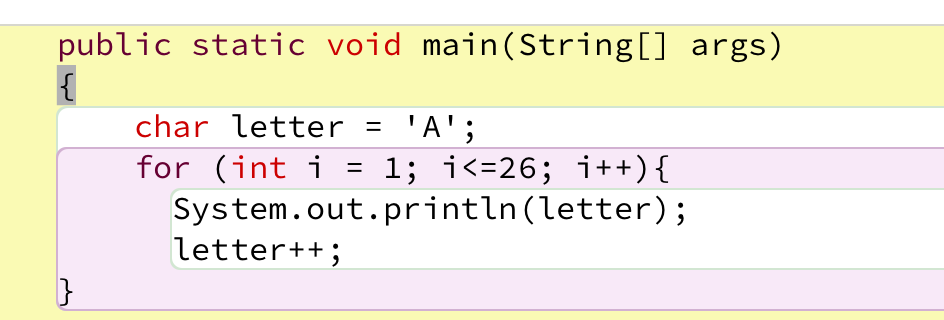 public static void main(String[] args)
{
    char letter = 'A';
    for (int i = 1; i<=26; i++){
      System.out.println(letter);
      letter++;
}